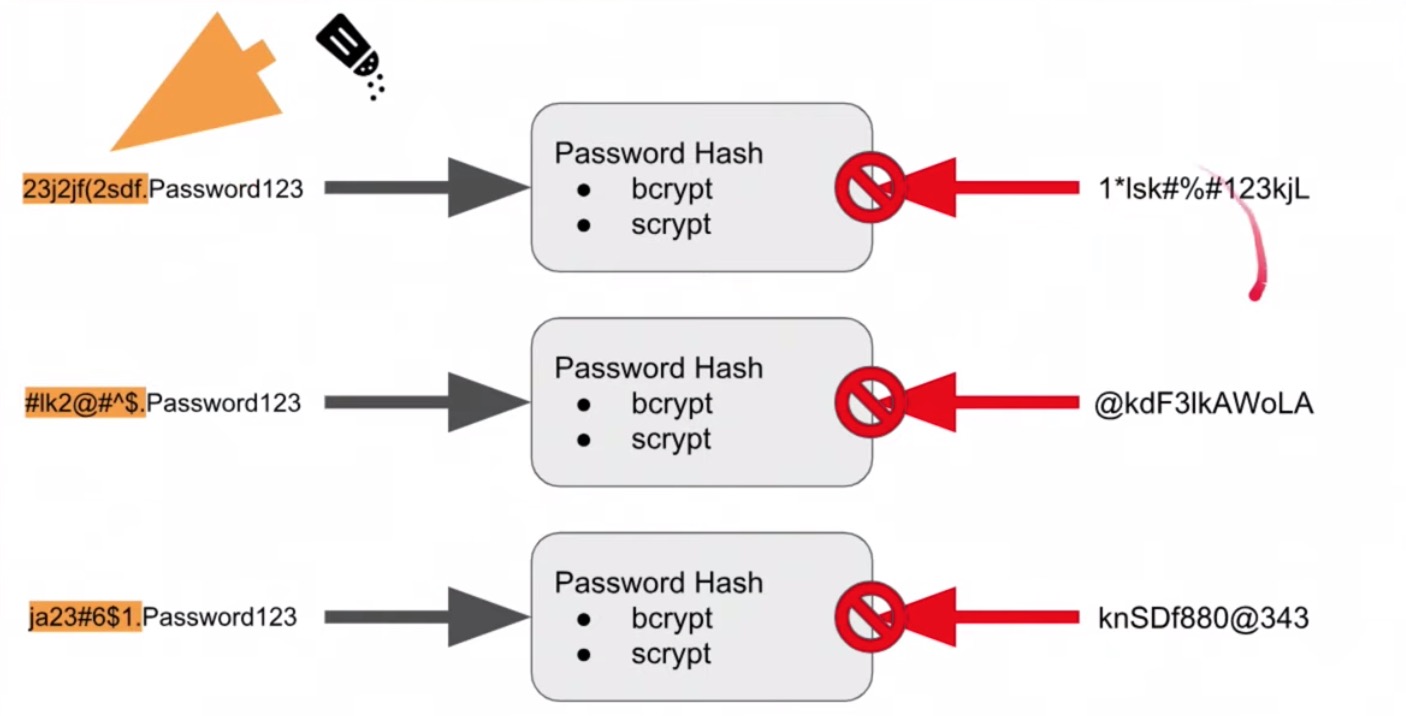 23j2jf(2sdf.Password123
Password Hash
● bcrypt
● scrypt
1*lsk#%#123kjL
#lk2@#^$.Password123
Password Hash
● bcrypt
● scrypt
@kdF3lkAWoLA
ja23#6$1.Password123
Password Hash
● bcrypt
● scrypt
knSDf880@343